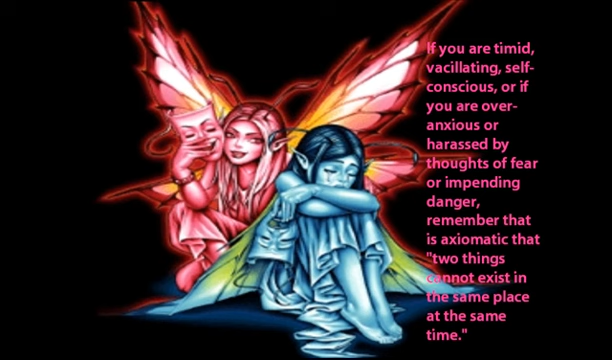 If you are timid,
vacillating, self-
conscious, or if
you are over-
anxious or
harassed by
thoughts of fear
or impending
danger,
remember that
is axiomatic that
"two things
cannot exist in
the same place
at the same
time."